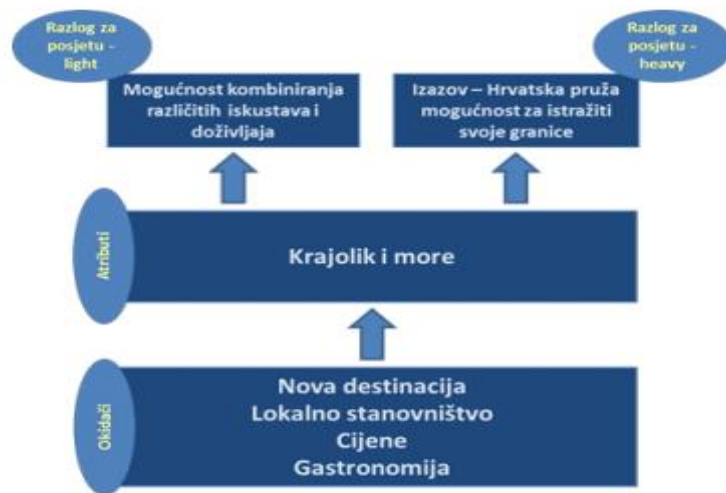 Razlog za
posjetu -
light
Razlog za
posjetu -
heavy
Mogućnost kombiniranja
različitih iskustava i
doživljaja
Izazov – Hrvatska pruža
mogućnost za istražiti
svoje granice
Atributi
Krajolik i more
Okidači
Nova destinacija
Lokalno stanovništvo
Cijene
Gastronomija